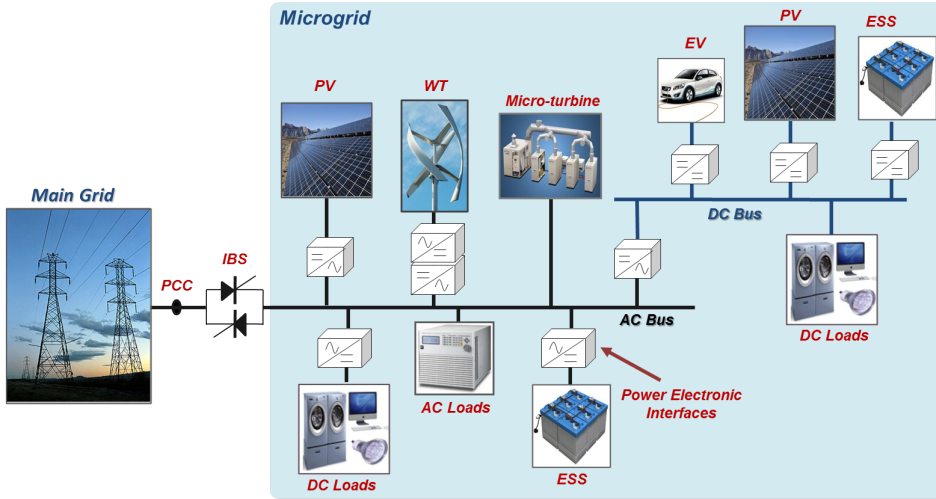 Microgrid
PV
ESS
EV
PV
WT
Micro-turbine
Main Grid
DC Bus
IBS
PCC
AC Bus
DC Loads
AC Loads
Power Electronic
Interfaces
DC Loads
ESS